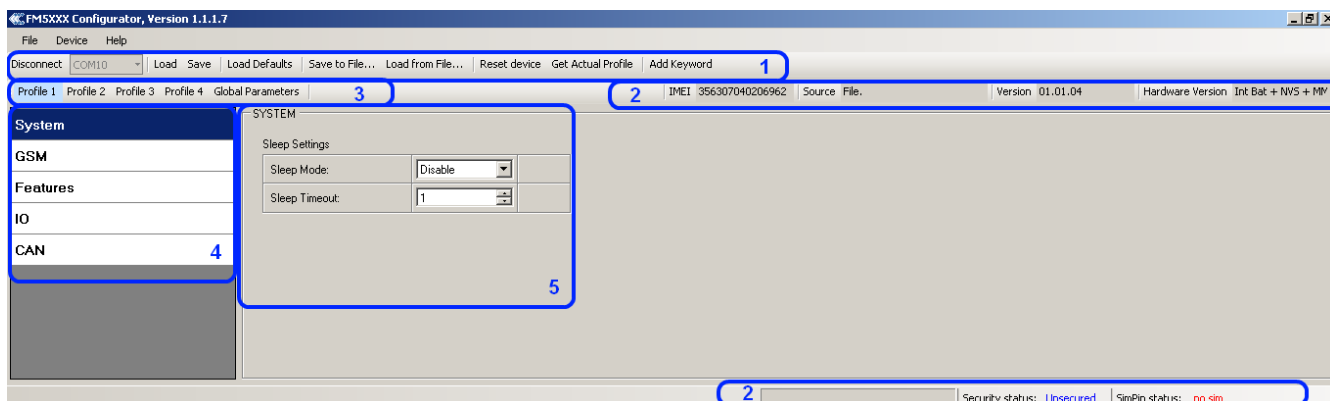 FM5XXX Configurator, Version 1.1.1.7
File Device Help
Disconnect COM10 Load Save Load Defaults Save to File... Load from File... Reset device Get Actual Profile Add Keyword 1
Profile 1 Profile 2 Profile 3 Profile 4 Global Parameters 3 2 IMEI 356307040206962 Source File. Version 01.01.04 Hardware Version Int Bat + NVS + MM
System
GSM
Features
IO
CAN 4
SYSTEM
Sleep Settings
Sleep Mode: Disable
Sleep Timeout: 1
5
2 Security status: Unsecured SimPin status: no sim